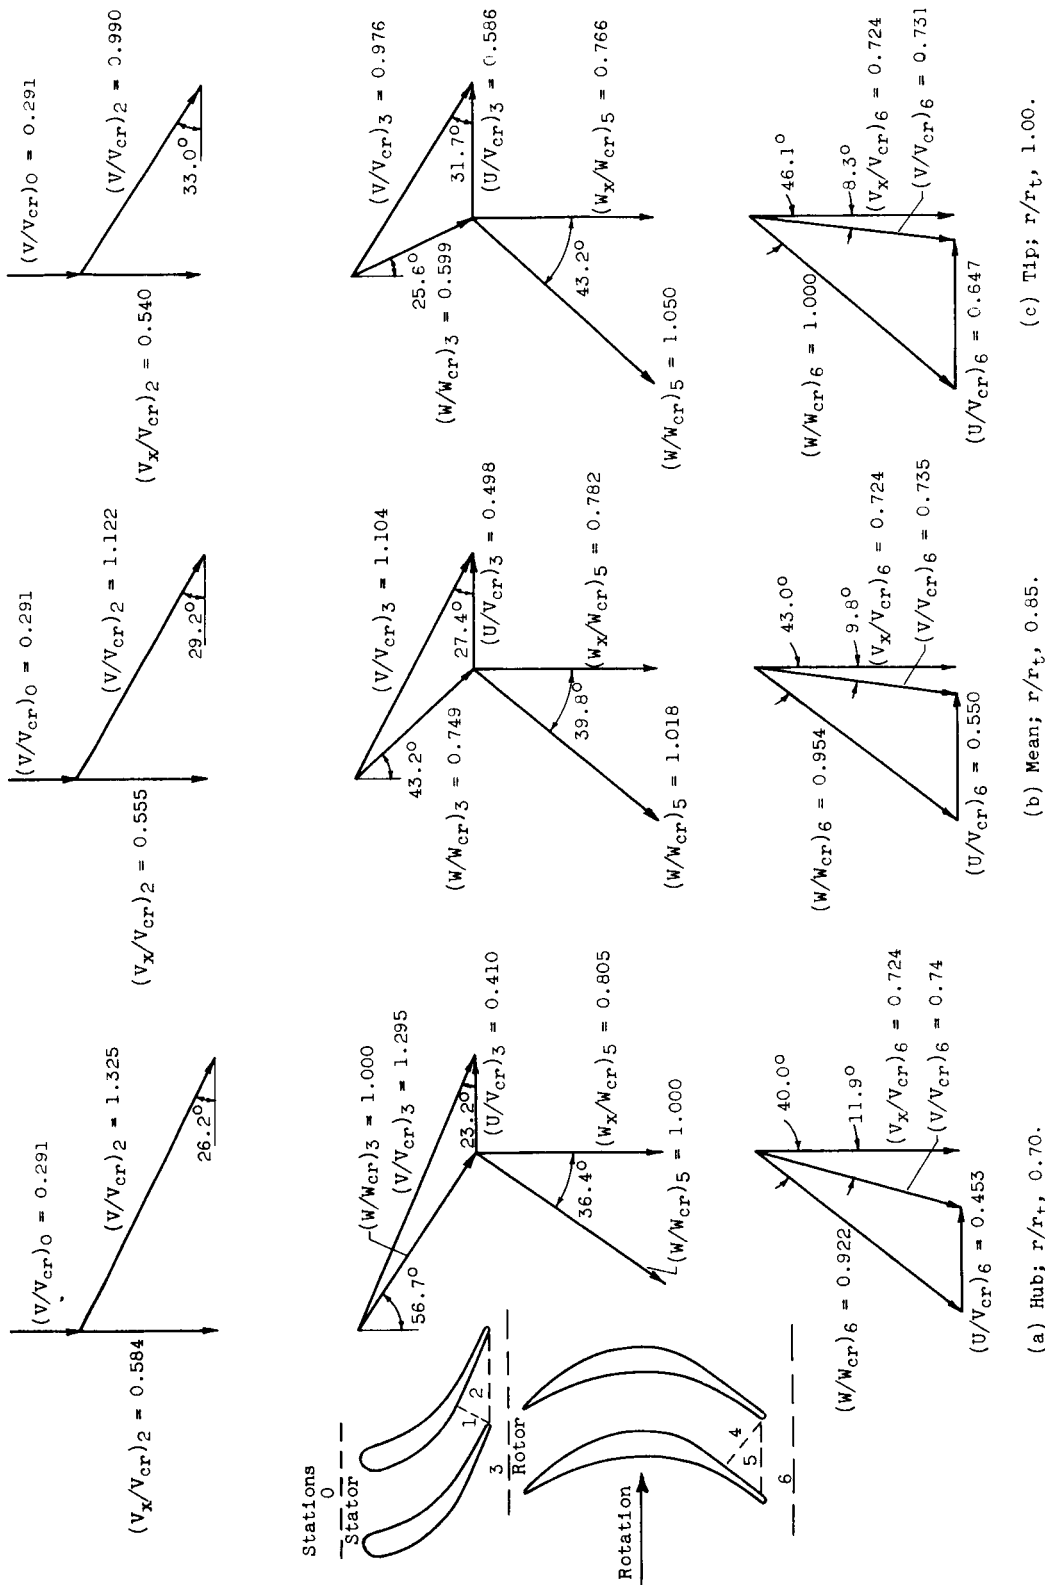 Stations
0
Stator
1
2
3
Rotor
Rotation
4
5
6
(V/Vcr)0 = 0.291
(V/Vcr)2 = 1.325
26.2°
(Vx/Vcr)2 = 0.584
(W/Wcr)3 = 1.000
(V/Vcr)3 = 1.295
56.7°
23.2°
(U/Vcr)3 = 0.410
36.4°
(Wx/Wcr)5 = 0.805
(W/Wcr)5 = 1.000
40.0°
11.9°
(Vx/Vcr)6 = 0.724
(V/Vcr)6 = 0.74
(W/Wcr)6 = 0.922
(U/Vcr)6 = 0.453
(a) Hub; r/rt, 0.70.
(V/Vcr)0 = 0.291
(V/Vcr)2 = 1.122
29.2°
(Vx/Vcr)2 = 0.555
(V/Vcr)3 = 1.104
43.2°
27.4°
(W/Wcr)3 = 0.749
(U/Vcr)3 = 0.498
39.8°
(Wx/Wcr)5 = 0.782
(W/Wcr)5 = 1.018
43.0°
9.8°
(Vx/Vcr)6 = 0.724
(V/Vcr)6 = 0.735
(W/Wcr)6 = 0.954
(U/Vcr)6 = 0.550
(b) Mean; r/rt, 0.85.
(V/Vcr)0 = 0.291
(V/Vcr)2 = 0.990
33.0°
(Vx/Vcr)2 = 0.540
(V/Vcr)3 = 0.976
25.6°
31.7°
(W/Wcr)3 = 0.599
(U/Vcr)3 = 0.586
43.2°
(Wx/Wcr)5 = 0.766
(W/Wcr)5 = 1.050
46.1°
8.3°
(Vx/Vcr)6 = 0.724
(V/Vcr)6 = 0.731
(W/Wcr)6 = 1.000
(U/Vcr)6 = 0.647
(c) Tip; r/rt, 1.00.